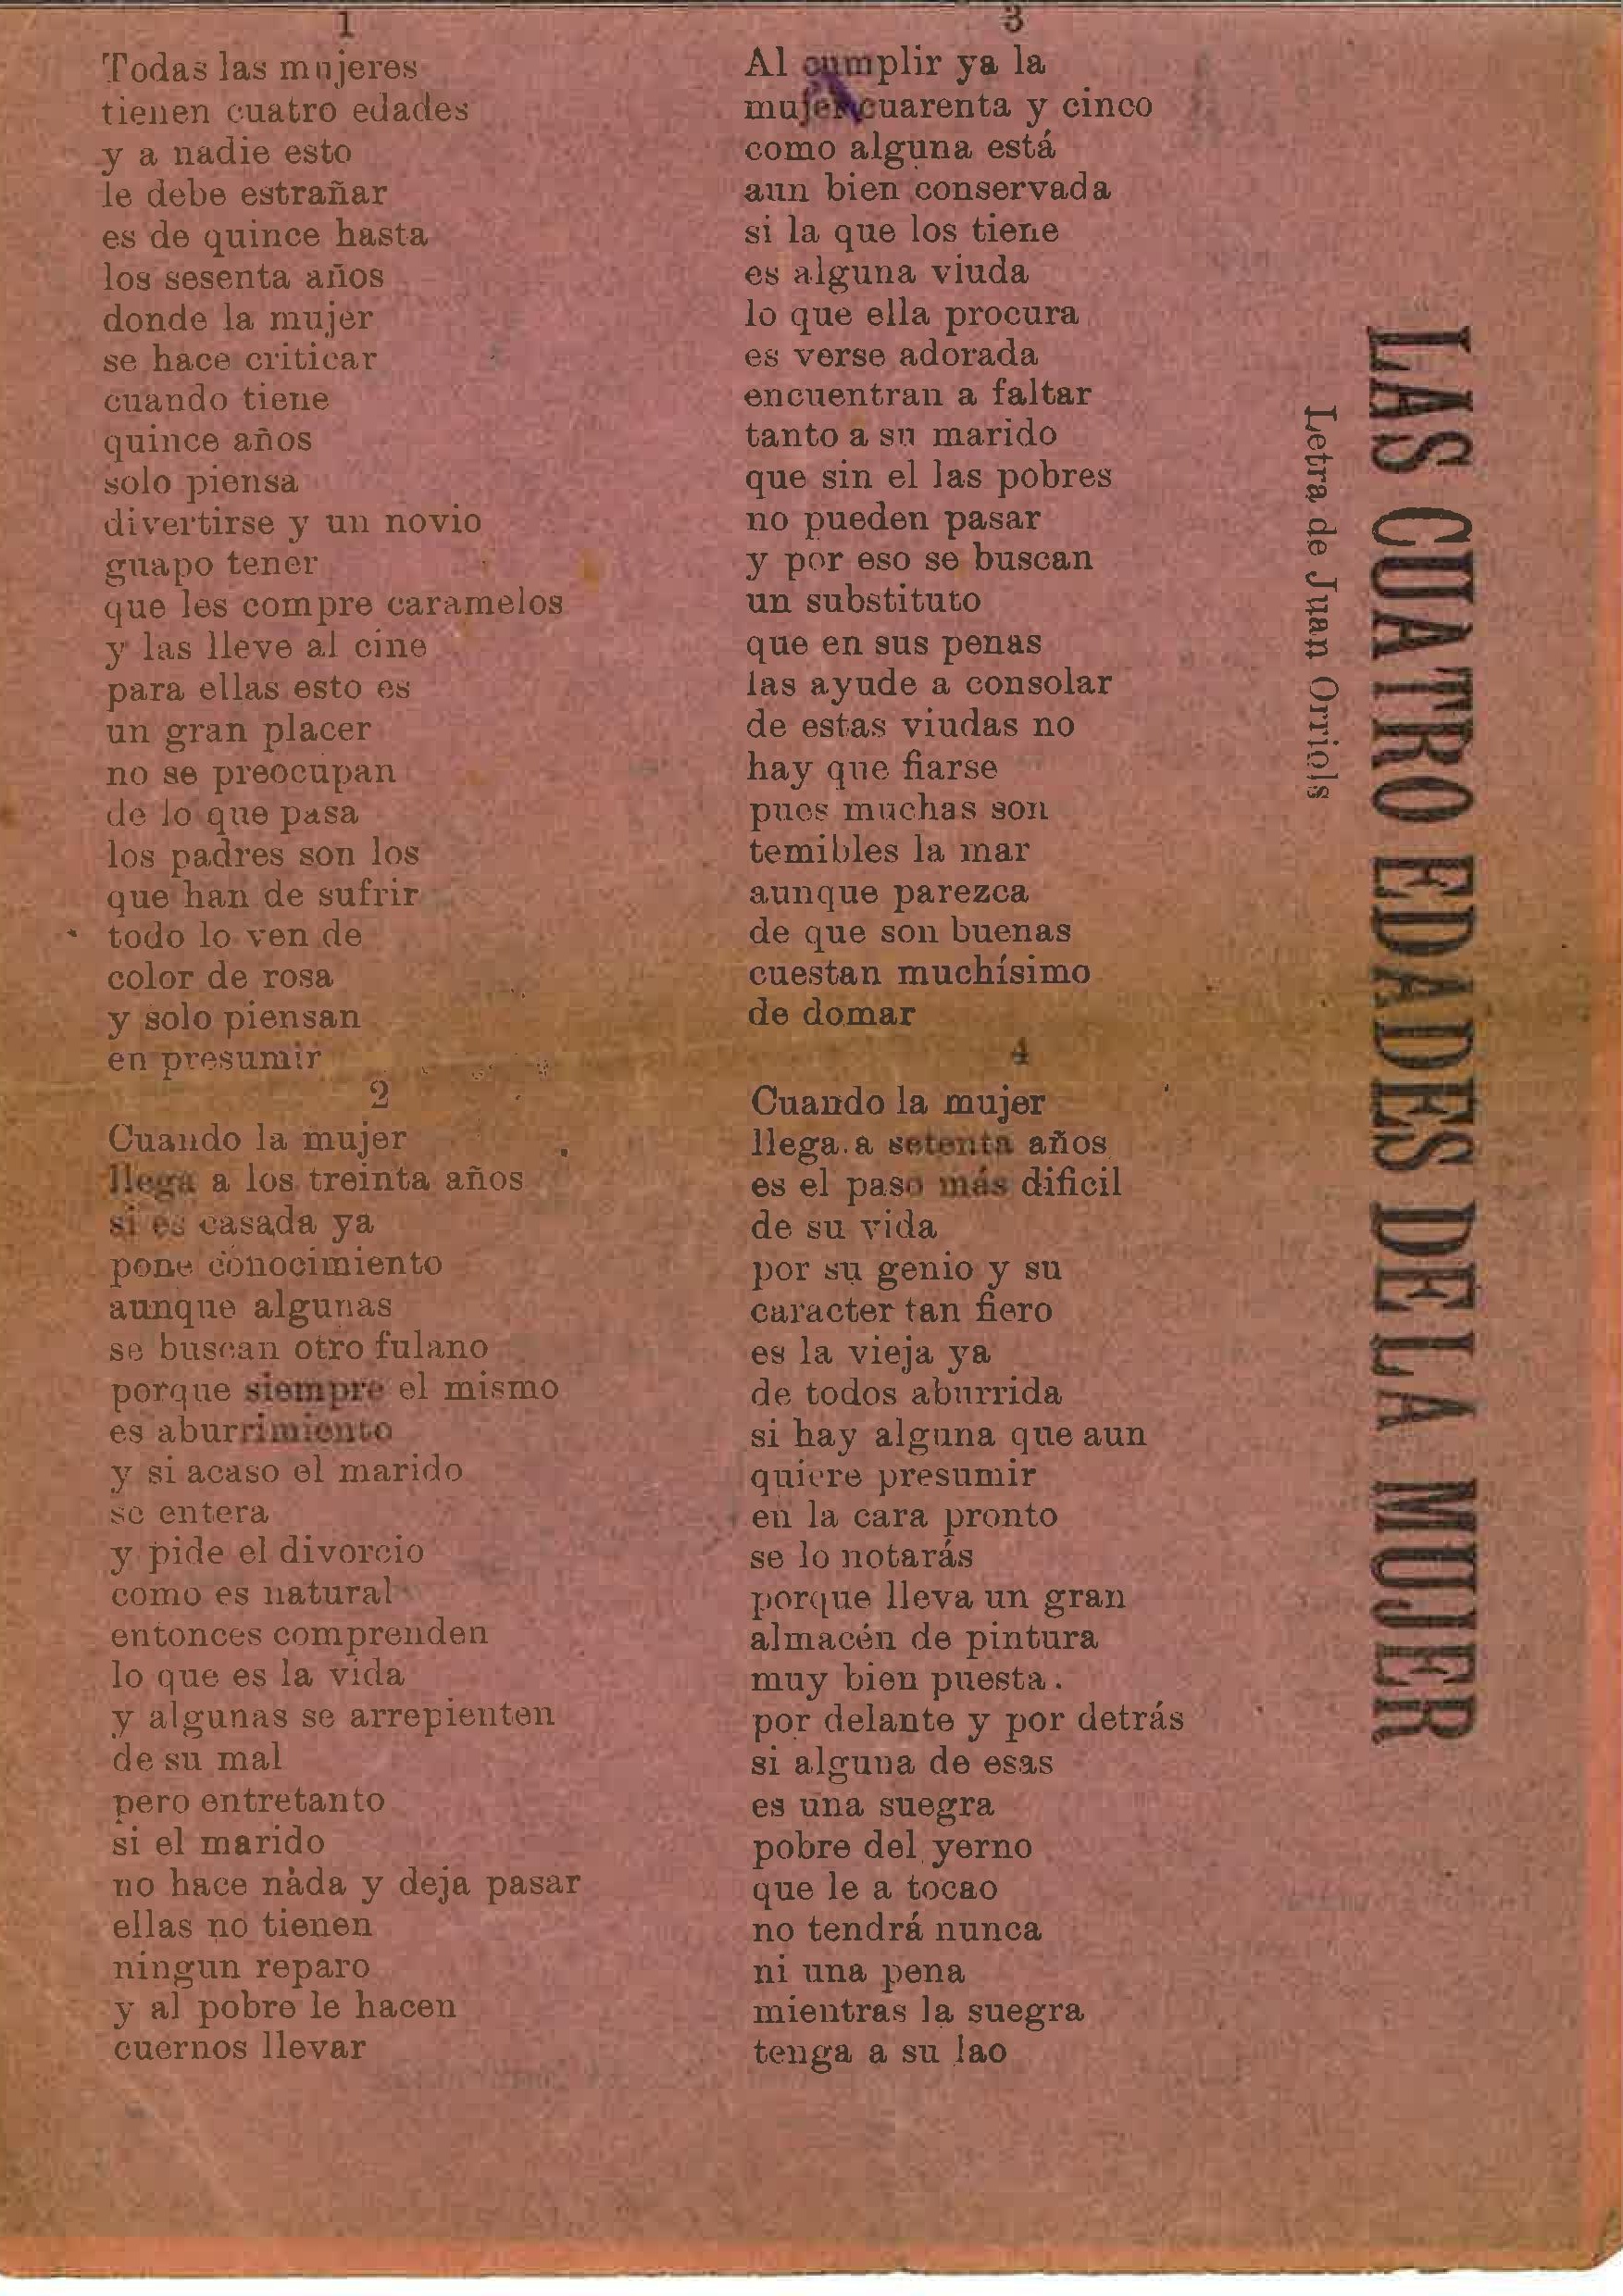 LAS CUATRO EDADES DE LA MUJER
Letra de Juan Orriols
1
Todas las mujeres
tienen cuatro edades
y a nadie esto
le debe estrañar
es de quince hasta
los sesenta años
donde la mujer
se hace criticar
cuando tiene
quince años
solo piensa
divertirse y un novio
guapo tener
que les compre caramelos
y las lleve al cine
para ellas esto es
un gran placer
no se preocupan
de lo que pasa
los padres son los
que han de sufrir
todo lo ven de
color de rosa
y solo piensan
en presumir
2
Cuando la mujer
llega a los treinta años
si es casada ya
pone conocimiento
aunque algunas
se buscan otro fulano
porque siempre el mismo
es aburrimiento
y si acaso el marido
se entera
y pide el divorcio
como es natural
entonces comprenden
lo que es la vida
y algunas se arrepienten
de su mal
pero entretanto
si el marido
no hace nàda y deja pasar
ellas no tienen
ningun reparo
y al pobre le hacen
cuernos llevar
3
Al cumplir ya la
mujer cuarenta y cinco
como alguna está
aun bien conservada
si la que los tiene
es alguna viuda
lo que ella procura
es verse adorada
encuentran a faltar
tanto a su marido
que sin el las pobres
no pueden pasar
y por eso se buscan
un substituto
que en sus penas
las ayude a consolar
de estas viudas no
hay que fiarse
pues muchas son
temibles la mar
aunque parezca
de que son buenas
cuestan muchísimo
de domar
4
Cuando la mujer
llega a setenta años
es el paso más dificil
de su vida
por su genio y su
caracter tan fiero
es la vieja ya
de todos aburrida
si hay alguna que aun
quiere presumir
en la cara pronto
se lo notarás
porque lleva un gran
almacén de pintura
muy bien puesta.
por delante y por detrás
si alguna de esas
es una suegra
pobre del yerno
que le a tocao
no tendrá nunca
ni una pena
mientras la suegra
tenga a su lao